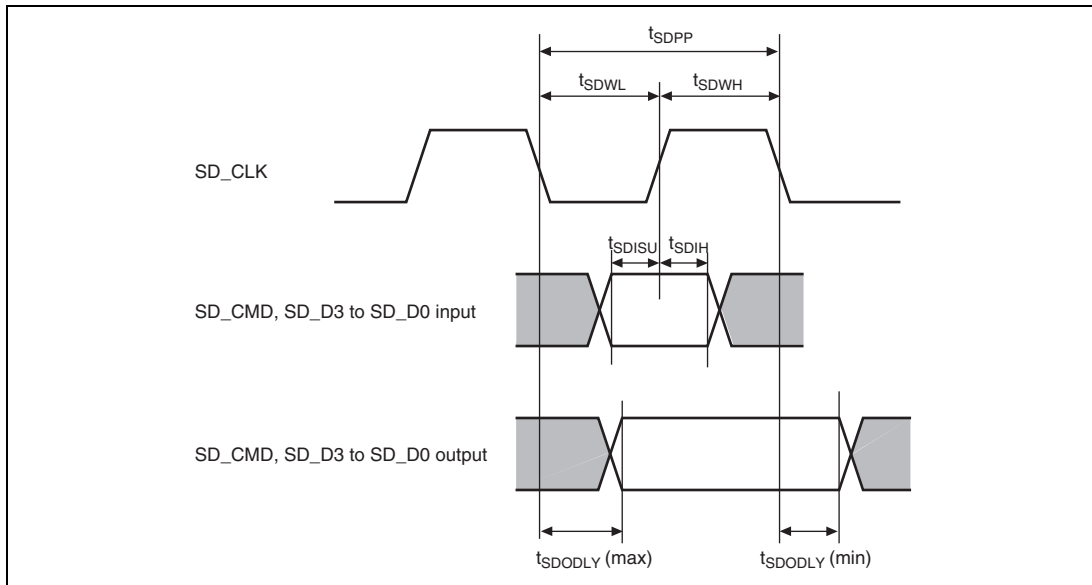 tSDPP
tSDWL tSDWH
SD_CLK
tSDISU tSDIH
SD_CMD, SD_D3 to SD_D0 input
SD_CMD, SD_D3 to SD_D0 output
tSDODLY (max) tSDODLY (min)